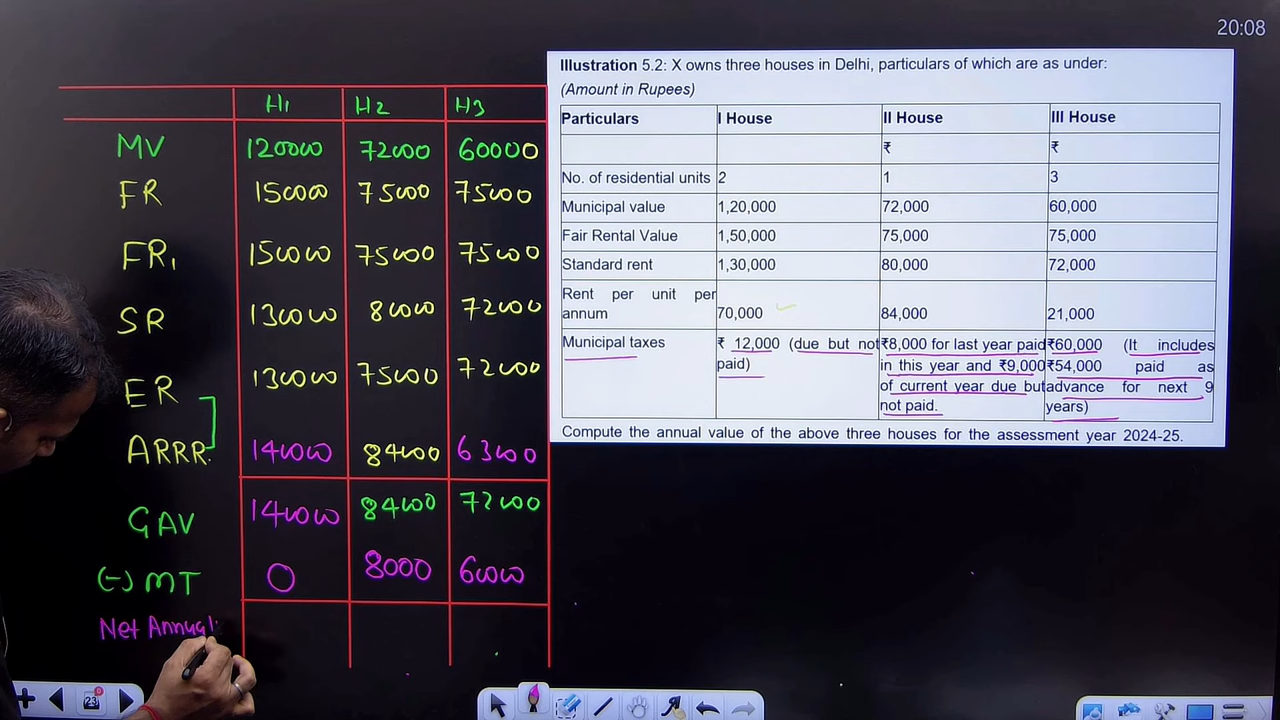 20:08
H1 H2 H3
MV 120000 72000 60000
FR 150000 75000 75000
FR1 150000 75000 75000
SR 130000 80000 72000
ER 130000 75000 72000
ARRR 140000 84000 63000
GAV 140000 84000 72000
(-) MT 0 8000 6000
Net Annual
Illustration 5.2: X owns three houses in Delhi, particulars of which are as under:
(Amount in Rupees)
Particulars I House II House III House
₹ ₹
No. of residential units 2 1 3
Municipal value 1,20,000 72,000 60,000
Fair Rental Value 1,50,000 75,000 75,000
Standard rent 1,30,000 80,000 72,000
Rent per unit per
annum 70,000 84,000 21,000
Municipal taxes ₹ 12,000 (due but not ₹8,000 for last year paid ₹60,000 (It includes
paid) in this year and ₹9,000 ₹54,000 paid as
of current year due but advance for next 9
not paid. years)
Compute the annual value of the above three houses for the assessment year 2024-25.
23